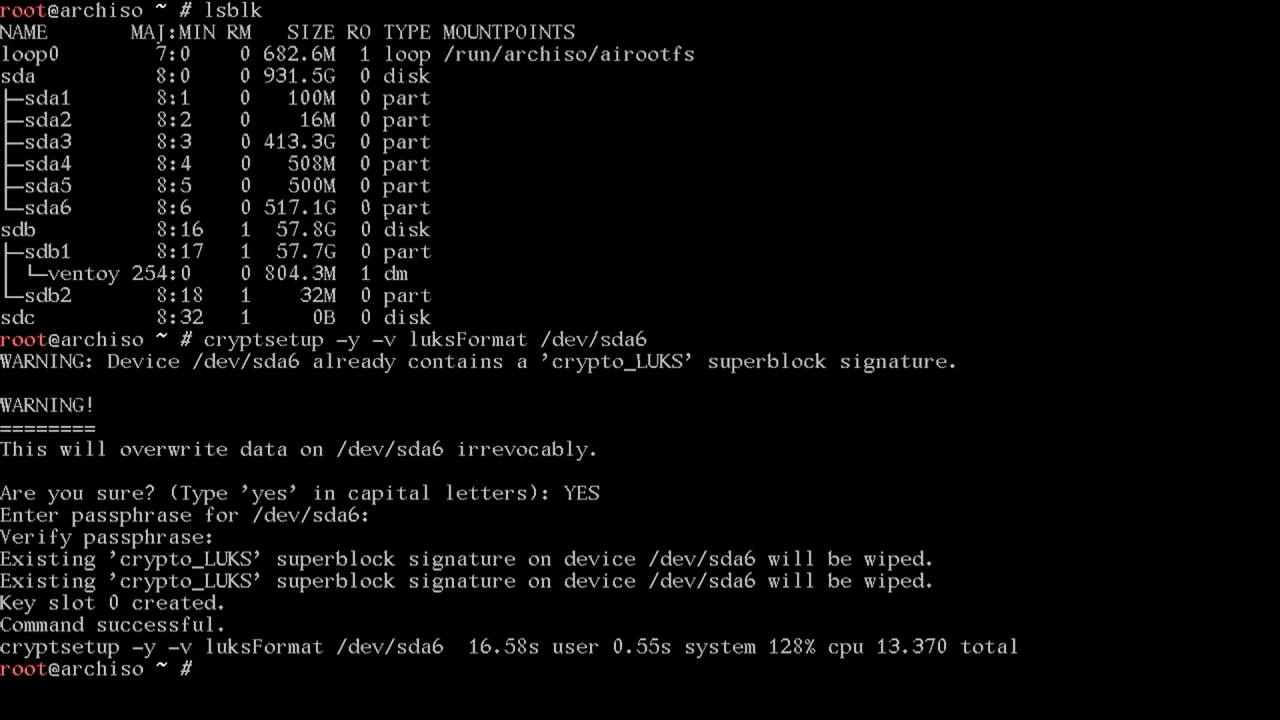 root@archiso ~ # lsblk
NAME         MAJ:MIN RM   SIZE RO TYPE MOUNTPOINTS
loop0          7:0    0 682.6M  1 loop /run/archiso/airootfs
sda            8:0    0 931.5G  0 disk
├─sda1         8:1    0   100M  0 part
├─sda2         8:2    0    16M  0 part
├─sda3         8:3    0 413.3G  0 part
├─sda4         8:4    0   508M  0 part
├─sda5         8:5    0   500M  0 part
└─sda6         8:6    0 517.1G  0 part
sdb            8:16   1  57.8G  0 disk
├─sdb1         8:17   1  57.7G  0 part
│ └─ventoy 254:0    0 804.3M  1 dm
└─sdb2         8:18   1    32M  0 part
sdc            8:32   1     0B  0 disk
root@archiso ~ # cryptsetup -y -v luksFormat /dev/sda6
WARNING: Device /dev/sda6 already contains a 'crypto_LUKS' superblock signature.
WARNING!
========
This will overwrite data on /dev/sda6 irrevocably.
Are you sure? (Type 'yes' in capital letters): YES
Enter passphrase for /dev/sda6:
Verify passphrase:
Existing 'crypto_LUKS' superblock signature on device /dev/sda6 will be wiped.
Existing 'crypto_LUKS' superblock signature on device /dev/sda6 will be wiped.
Key slot 0 created.
Command successful.
cryptsetup -y -v luksFormat /dev/sda6  16.58s user 0.55s system 128% cpu 13.370 total
root@archiso ~ #